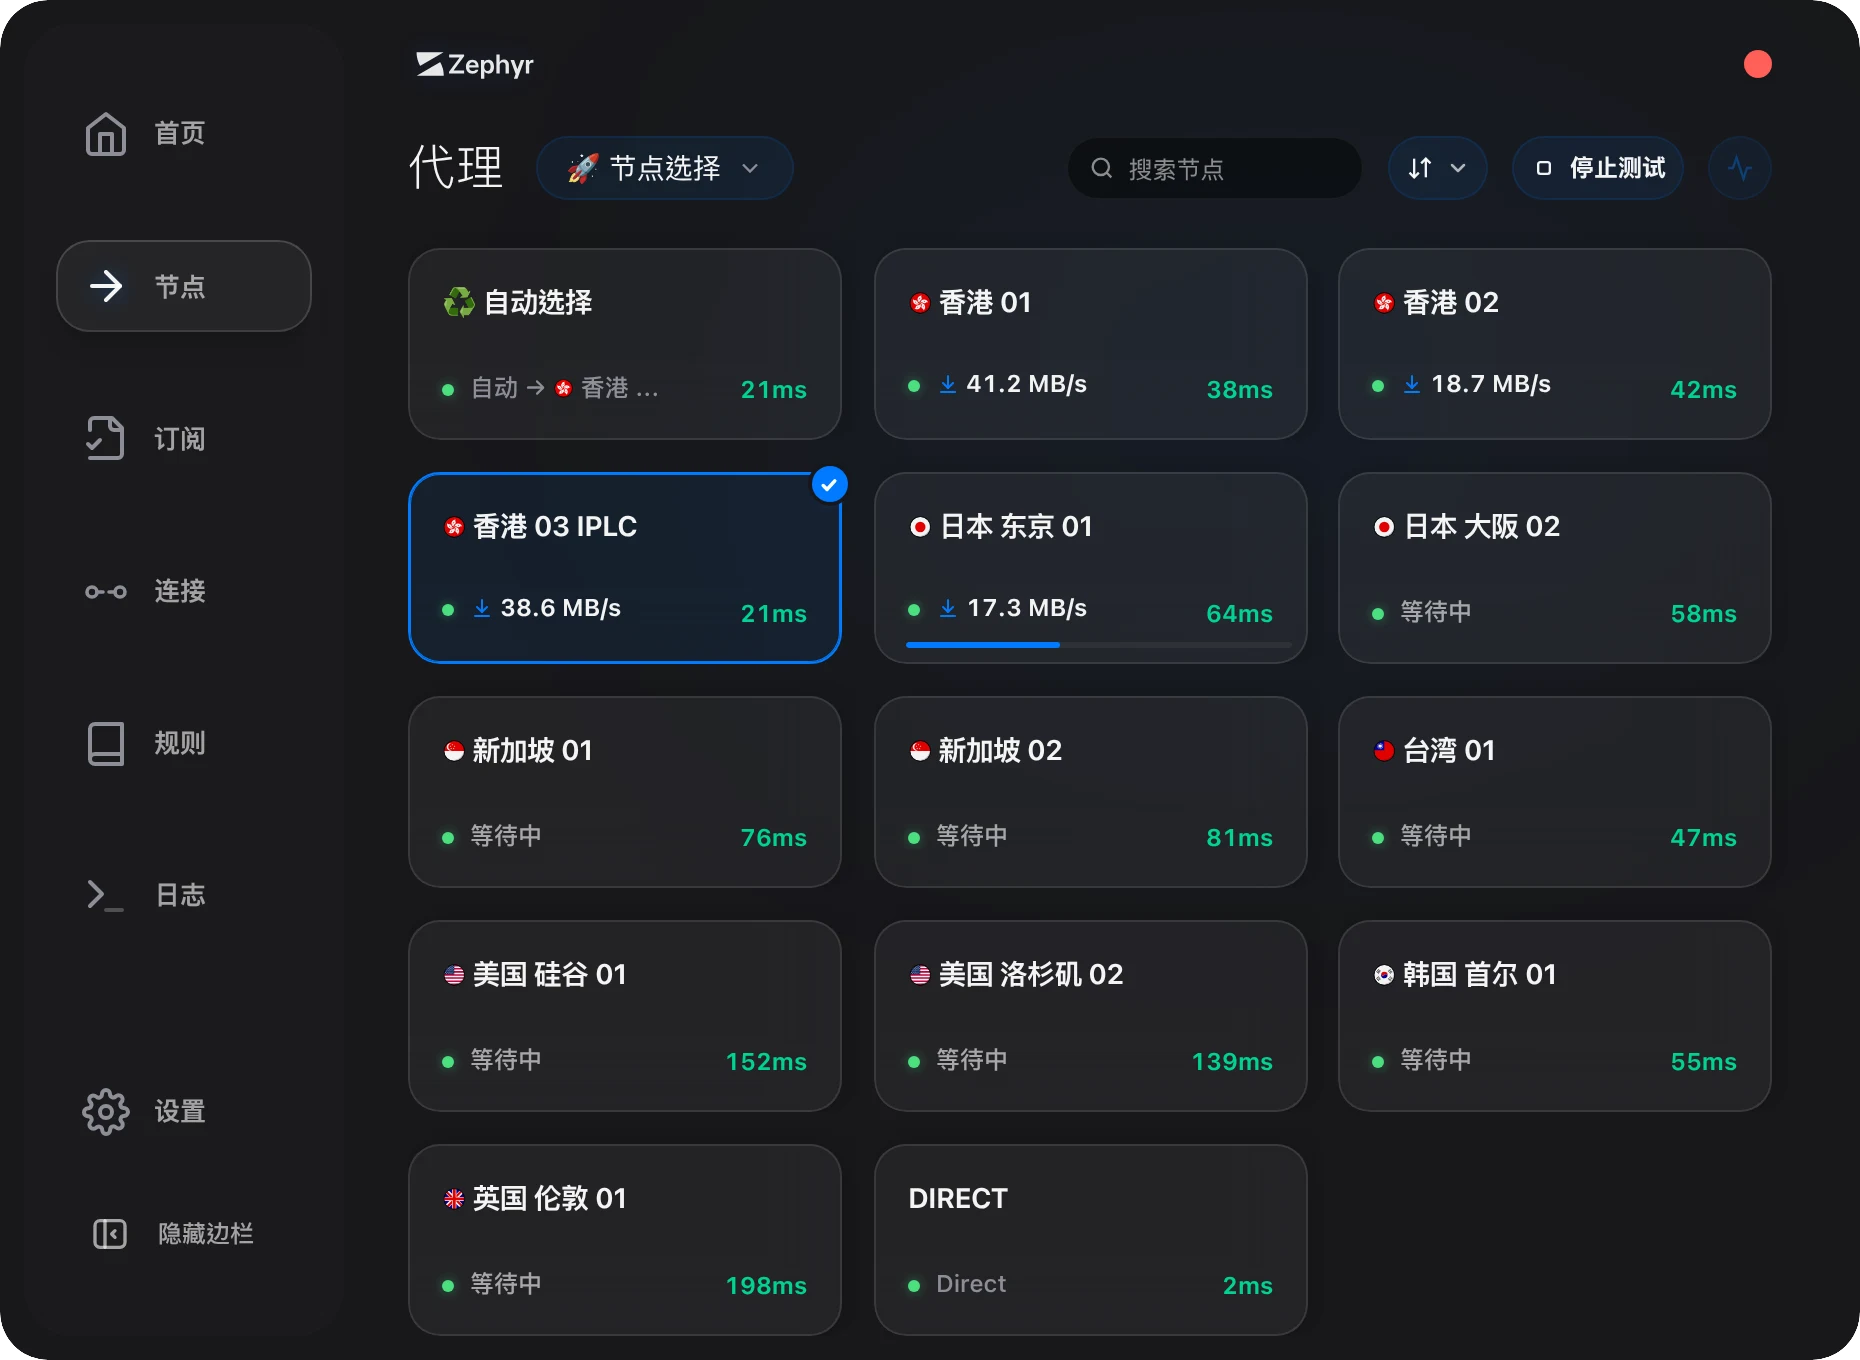 Zephyr
首页
节点
订阅
连接
规则
日志
设置
隐藏边栏
代理
节点选择
搜索节点
停止测试
自动选择
自动 → 香港 ...
21ms
香港 01
41.2 MB/s
38ms
香港 02
18.7 MB/s
42ms
香港 03 IPLC
38.6 MB/s
21ms
日本 东京 01
17.3 MB/s
64ms
日本 大阪 02
等待中
58ms
新加坡 01
等待中
76ms
新加坡 02
等待中
81ms
台湾 01
等待中
47ms
美国 硅谷 01
等待中
152ms
美国 洛杉矶 02
等待中
139ms
韩国 首尔 01
等待中
55ms
英国 伦敦 01
等待中
198ms
DIRECT
Direct
2ms